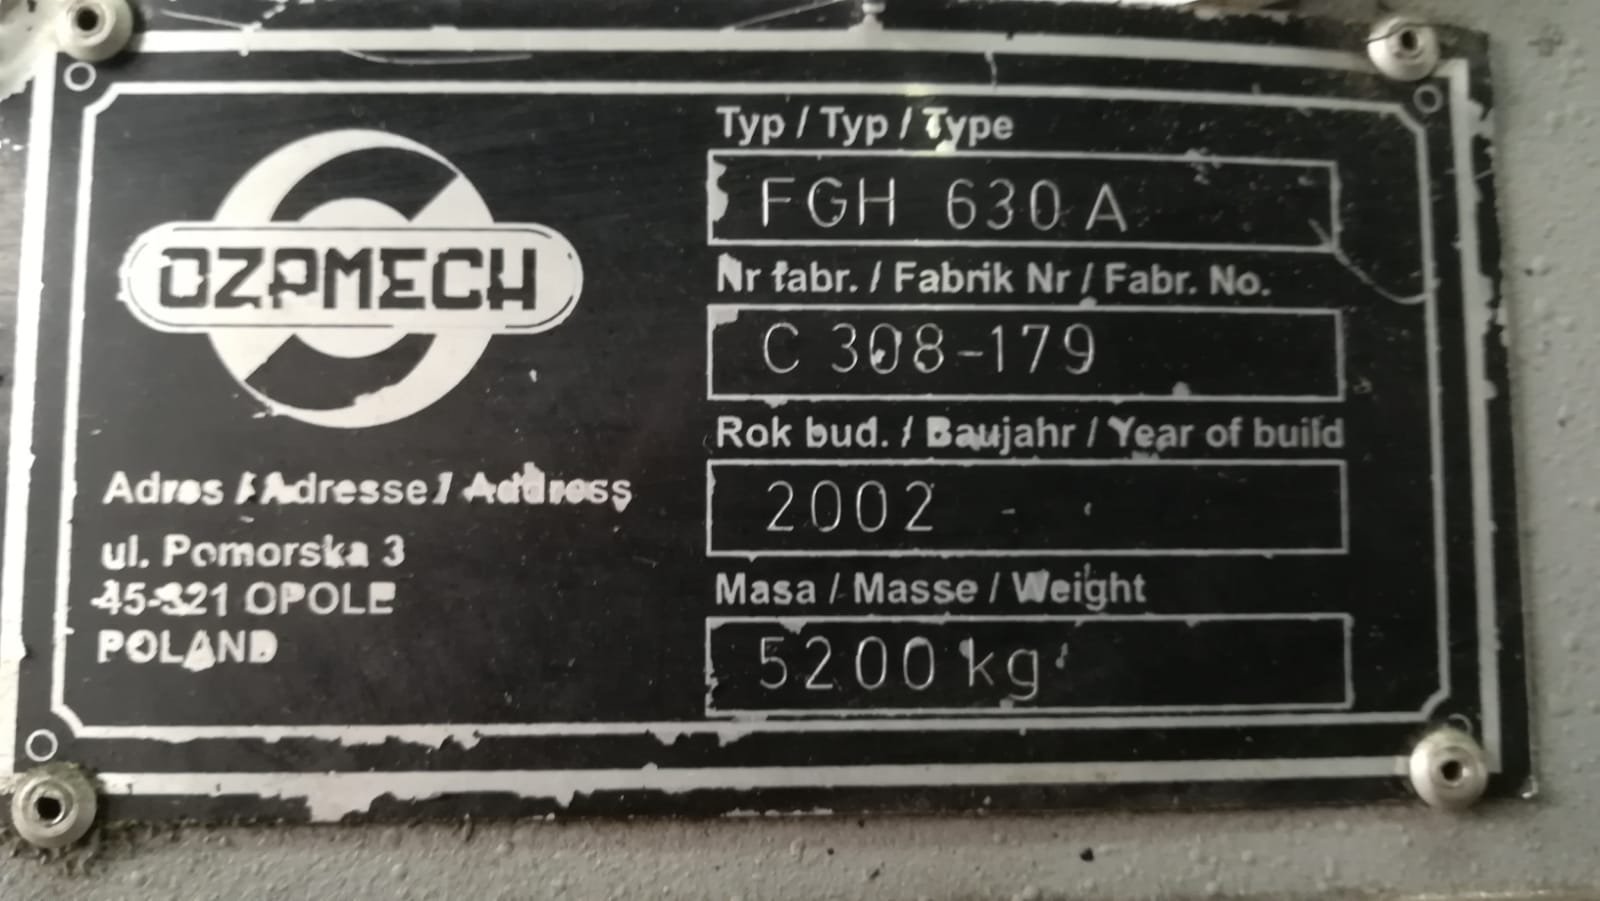 OZPMECH
Adres / Adresse / Address
ul. Pomorska 3
45-321 OPOLE
POLAND
Typ / Typ / Type
FGH 630 A
Nr fabr. / Fabrik Nr / Fabr. No.
C 308-179
Rok bud. / Baujahr / Year of build
2002
Masa / Masse / Weight
5200 kg